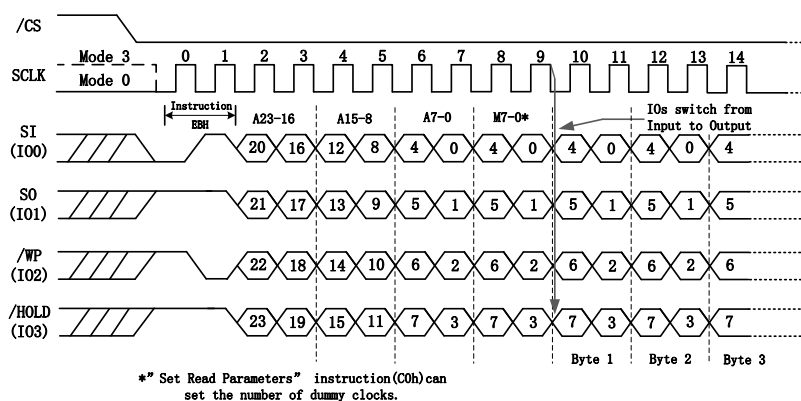 /CS
Mode 3 0 1 2 3 4 5 6 7 8 9 10 11 12 13 14
SCLK
Mode 0
Instruction A23-16 A15-8 A7-0 M7-0* IOs switch from
EBH Input to Output
SI
(IO0) 20 16 12 8 4 0 4 0 4 0 4 0 4
SO
(IO1) 21 17 13 9 5 1 5 1 5 1 5 1 5
/WP
(IO2) 22 18 14 10 6 2 6 2 6 2 6 2 6
/HOLD
(IO3) 23 19 15 11 7 3 7 3 7 3 7 3 7
Byte 1 Byte 2 Byte 3
*” Set Read Parameters” instruction(C0h)can
set the number of dummy clocks.